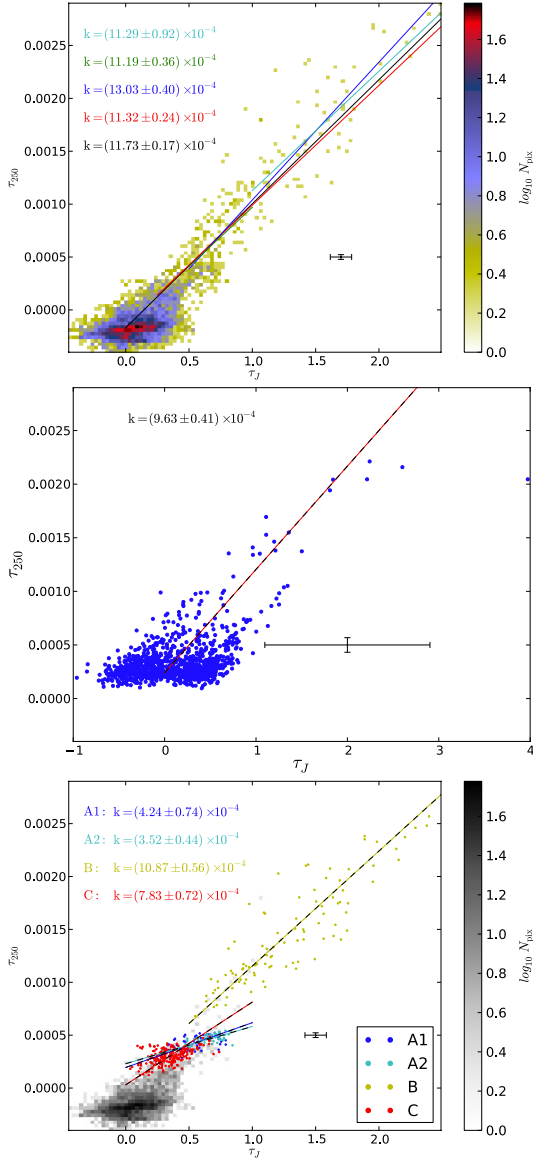 k=(11.29±0.92)×10⁻⁴
k=(11.19±0.36)×10⁻⁴
k=(13.03±0.40)×10⁻⁴
k=(11.32±0.24)×10⁻⁴
k=(11.73±0.17)×10⁻⁴
0.0025
0.0020
0.0015
0.0010
0.0005
0.0000
τ₂₅₀
0.0 0.5 1.0 1.5 2.0
τ_J
1.6
1.4
1.2
1.0
0.8
0.6
0.4
0.2
0.0
log₁₀ N_pix
k=(9.63±0.41)×10⁻⁴
0.0025
0.0020
0.0015
0.0010
0.0005
0.0000
τ₂₅₀
−1 0 1 2 3 4
τ_J
A1: k=(4.24±0.74)×10⁻⁴
A2: k=(3.52±0.44)×10⁻⁴
B: k=(10.87±0.56)×10⁻⁴
C: k=(7.83±0.72)×10⁻⁴
0.0025
0.0020
0.0015
0.0010
0.0005
0.0000
τ₂₅₀
A1
A2
B
C
0.0 0.5 1.0 1.5 2.0
τ_J
1.6
1.4
1.2
1.0
0.8
0.6
0.4
0.2
0.0
log₁₀ N_pix